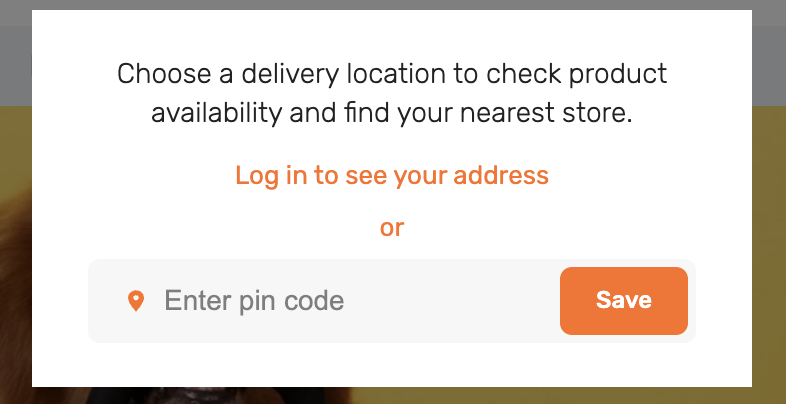 Choose a delivery location to check product
availability and find your nearest store.
Log in to see your address
or
Enter pin code
Save